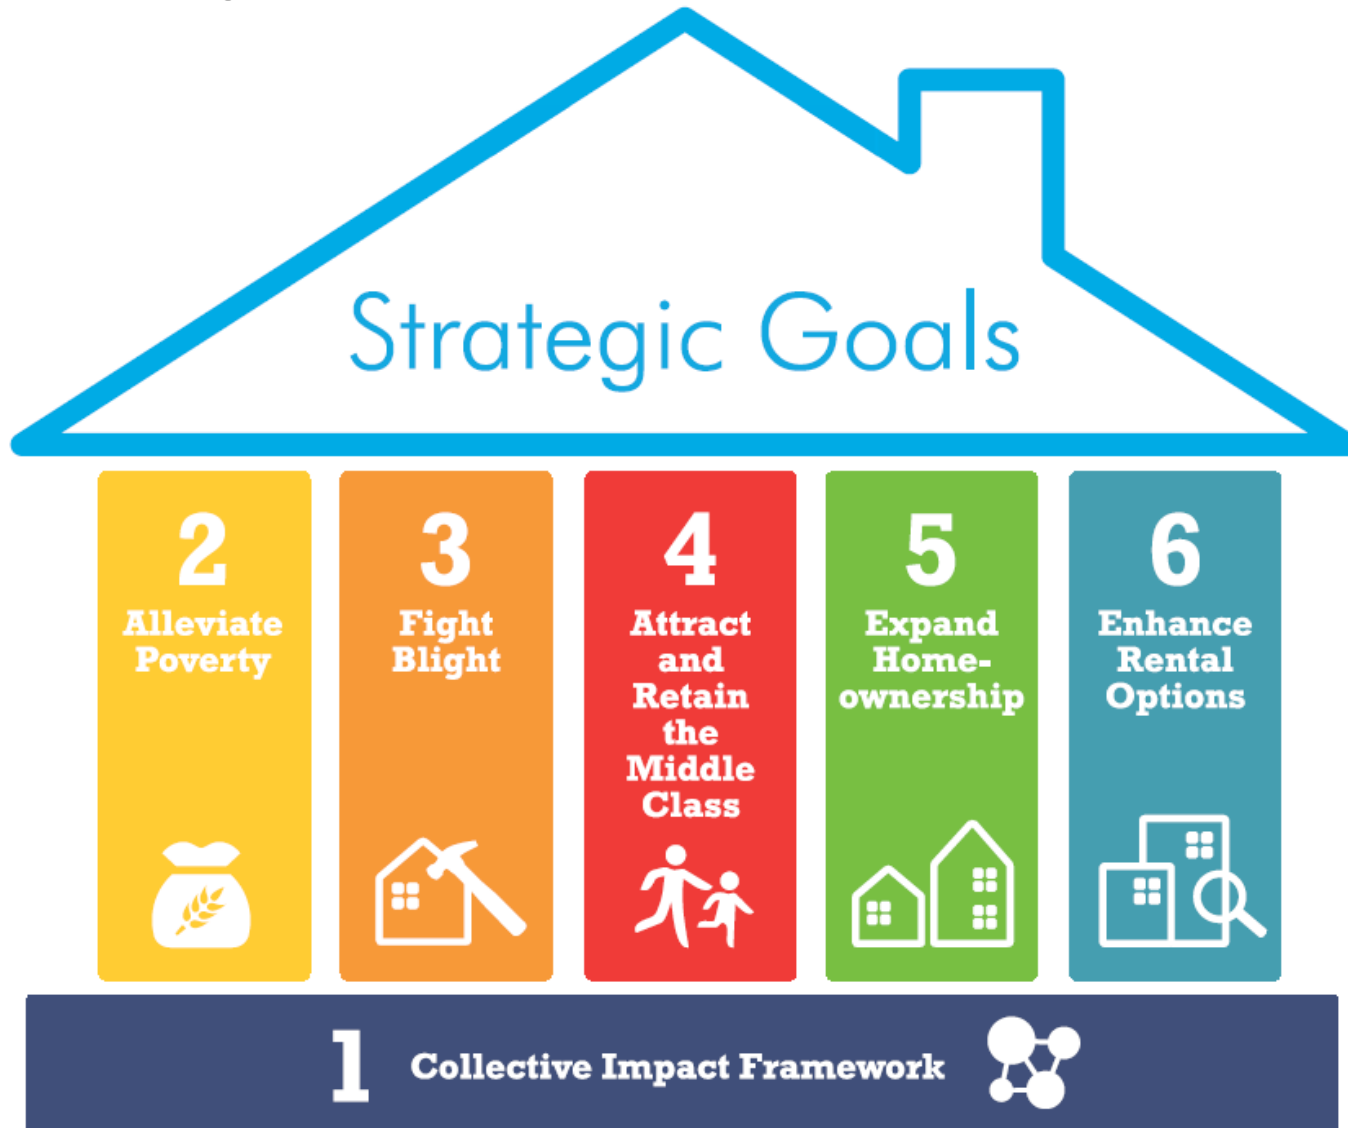 Strategic Goals
2
Alleviate
Poverty
3
Fight
Blight
4
Attract
and
Retain
the
Middle
Class
5
Expand
Home-
ownership
6
Enhance
Rental
Options
1 Collective Impact Framework